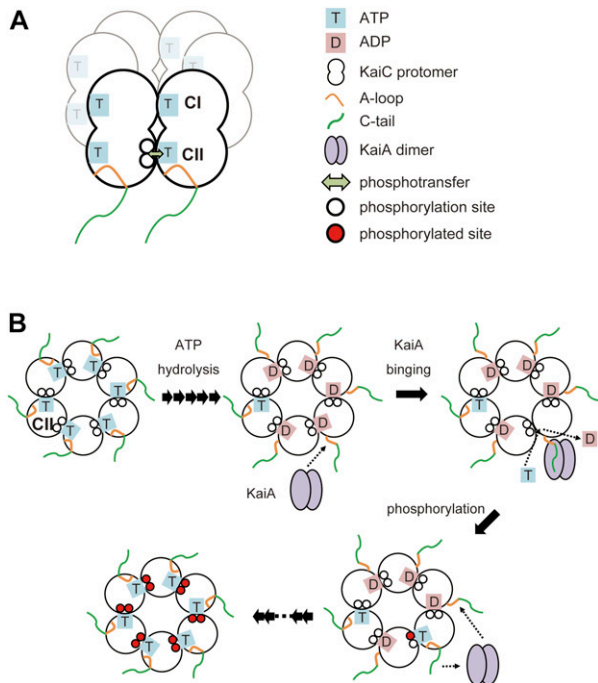 A
T
T
T
T
T
T
CI
T
T
CII
T ATP
D ADP
KaiC protomer
A-loop
C-tail
KaiA dimer
phosphotransfer
phosphorylation site
phosphorylated site
B
ATP
hydrolysis
KaiA
binging
T
T
T
T
T
T
CII
D
D
D
D
D
T
KaiA
D
D
D
D
T
T
D
phosphorylation
T
T
T
T
T
T
D
D
D
D
T
T